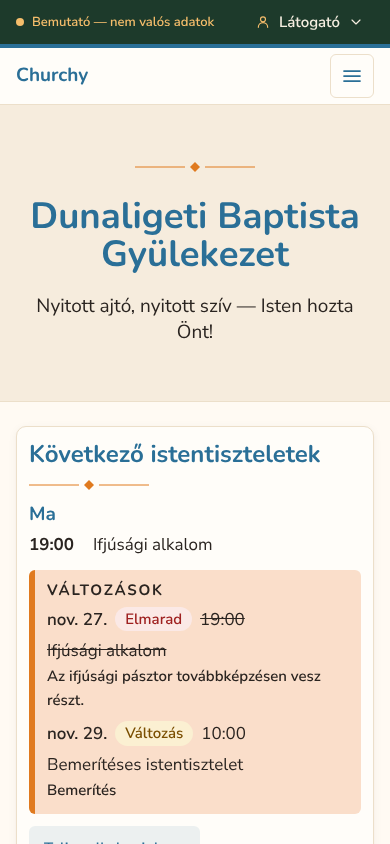 Bemutató — nem valós adatok
Látogató
Churchy
Dunaligeti Baptista
Gyülekezet
Nyitott ajtó, nyitott szív — Isten hozta
Önt!
Következő istentiszteletek
Ma
19:00 Ifjúsági alkalom
VÁLTOZÁSOK
nov. 27. Elmarad 19:00
Ifjúsági alkalom
Az ifjúsági pásztor továbbképzésen vesz
részt.
nov. 29. Változás 10:00
Bemerítéses istentisztelet
Bemerítés